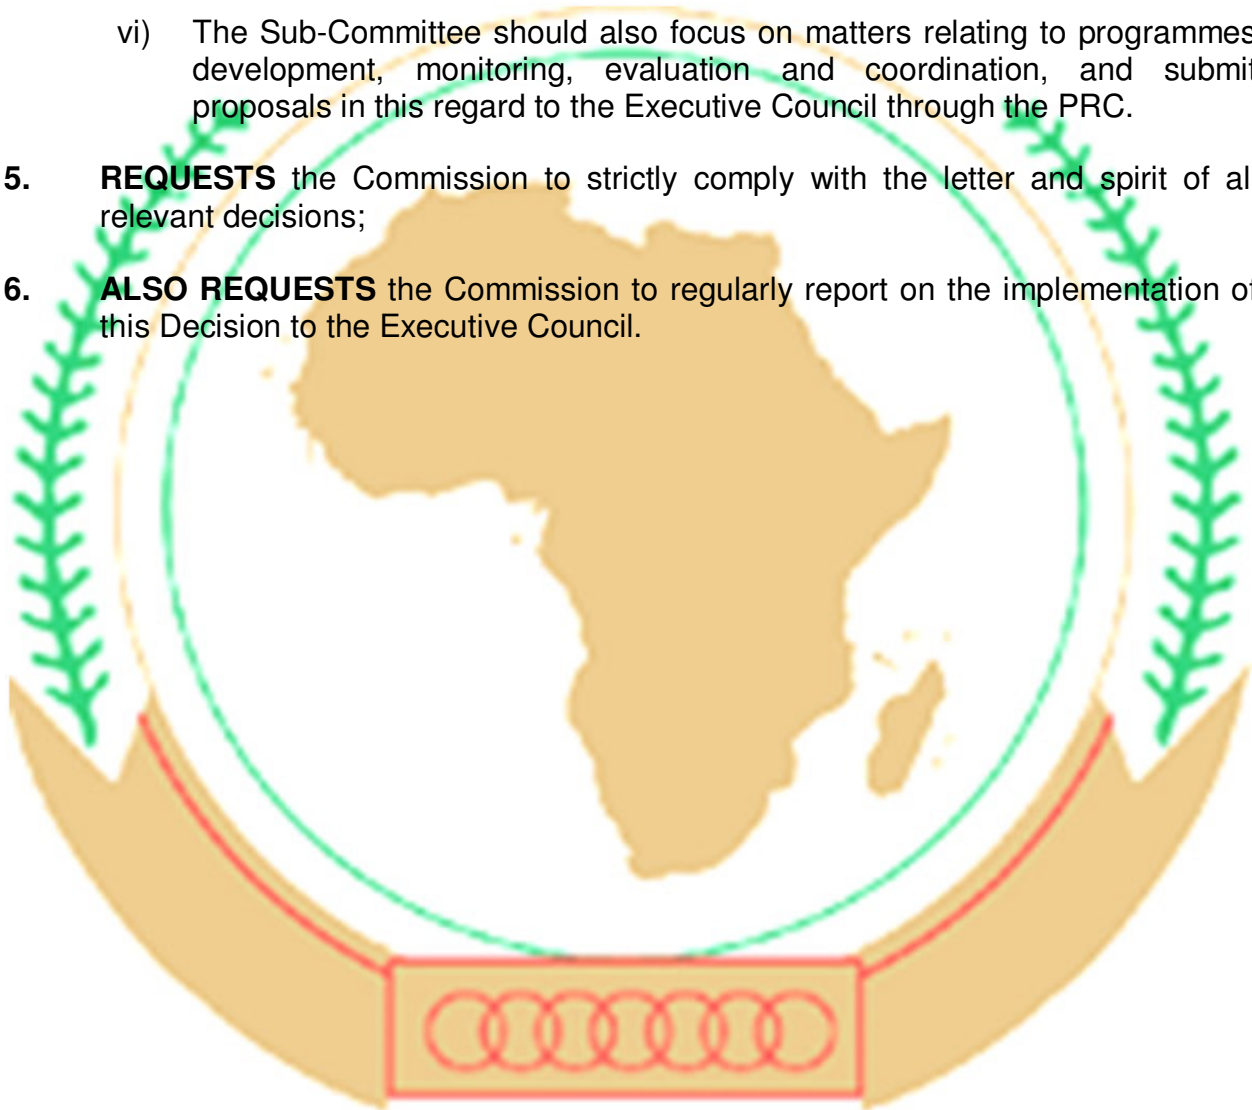 vi) The Sub-Committee should also focus on matters relating to programmes
development, monitoring, evaluation and coordination, and submit
proposals in this regard to the Executive Council through the PRC.
5. REQUESTS the Commission to strictly comply with the letter and spirit of al
relevant decisions;
6. ALSO REQUESTS the Commission to regularly report on the implementation of
this Decision to the Executive Council.